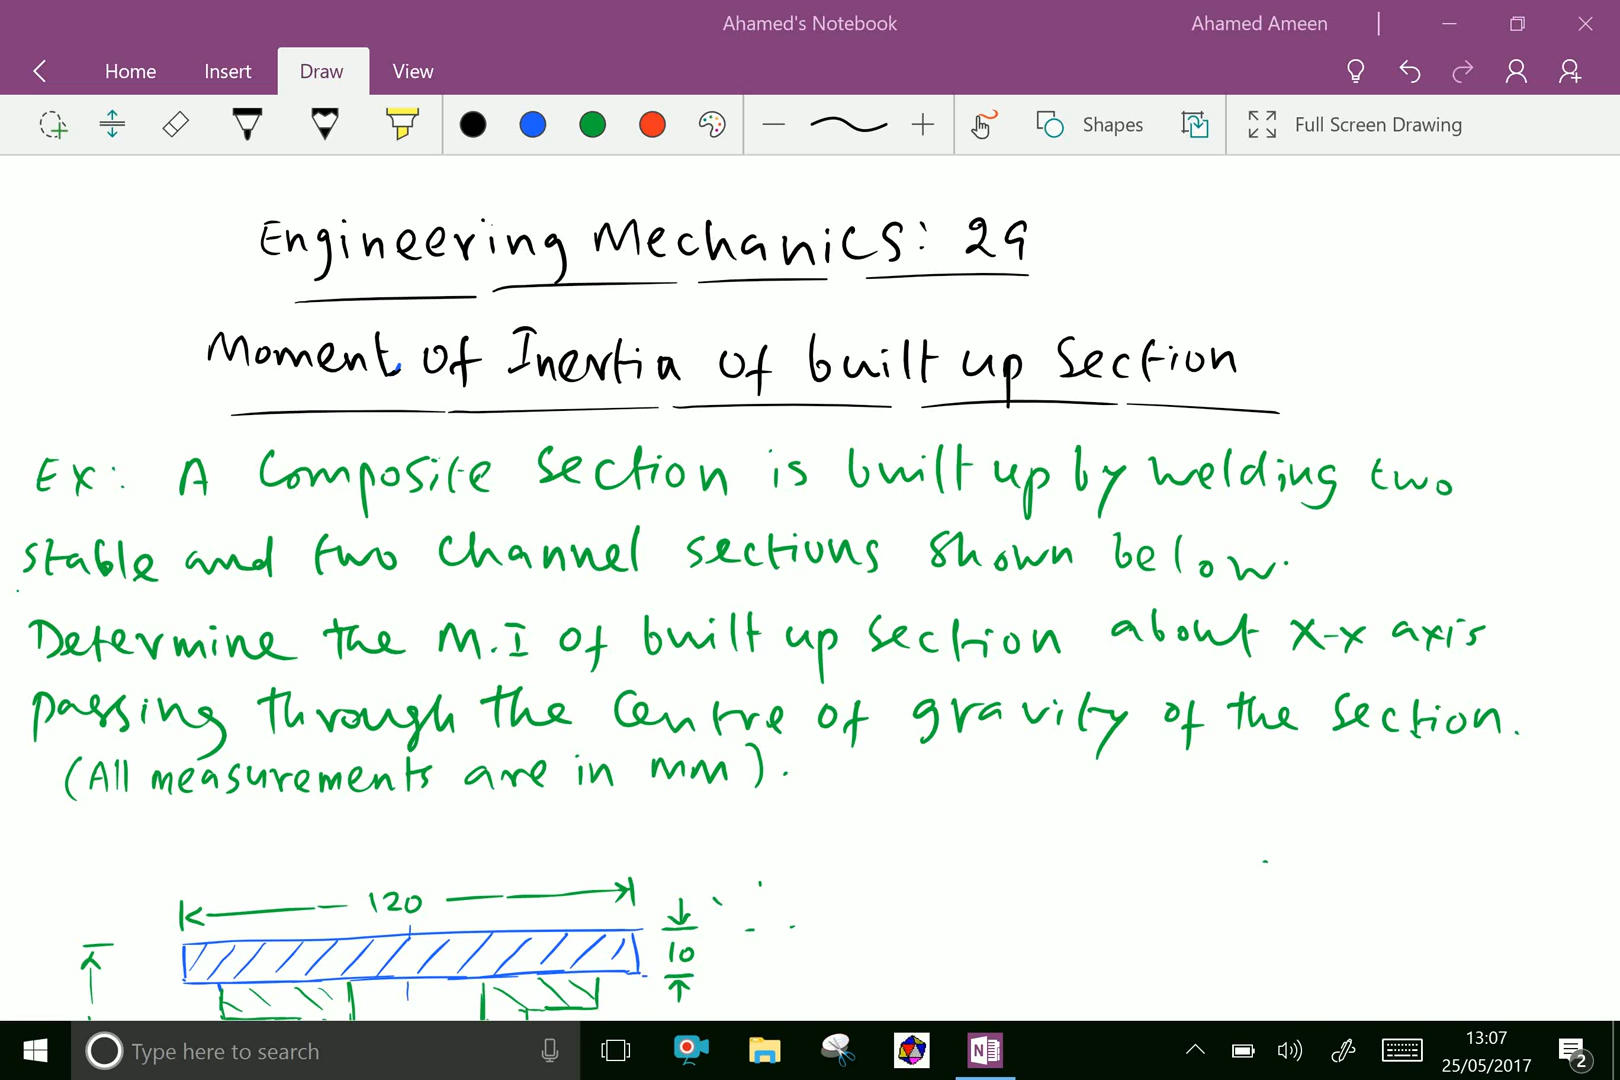 Ahamed's Notebook
Ahamed Ameen
Home Insert Draw View
Shapes
Full Screen Drawing
Engineering Mechanics: 29
Moment of Inertia of built up Section
Ex: A Composite Section is built up by welding two
stable and two channel sections shown below.
Determine the M.I of built up section about x-x axis
passing through the Centre of gravity of the section.
(All measurements are in mm).
120
10
Type here to search
13:07
25/05/2017
2